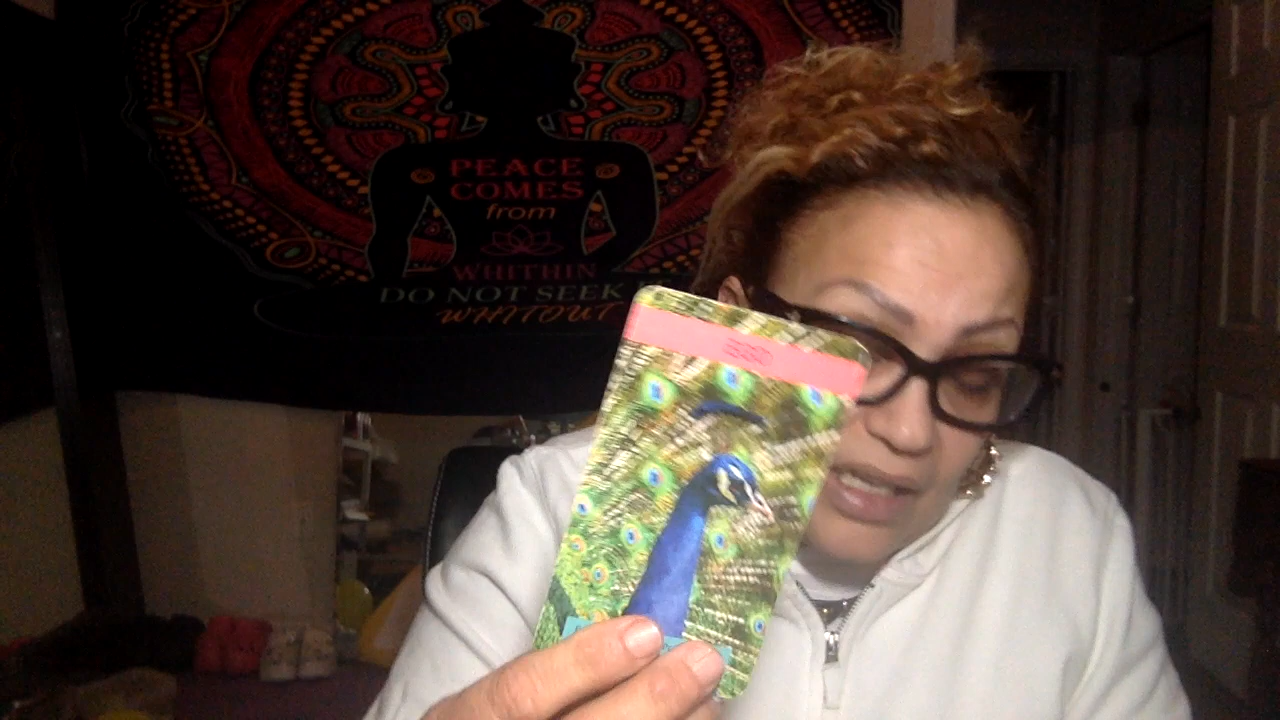 PEACE
COMES
from
WHITHIN
DO NOT SEEK
WHITOUT